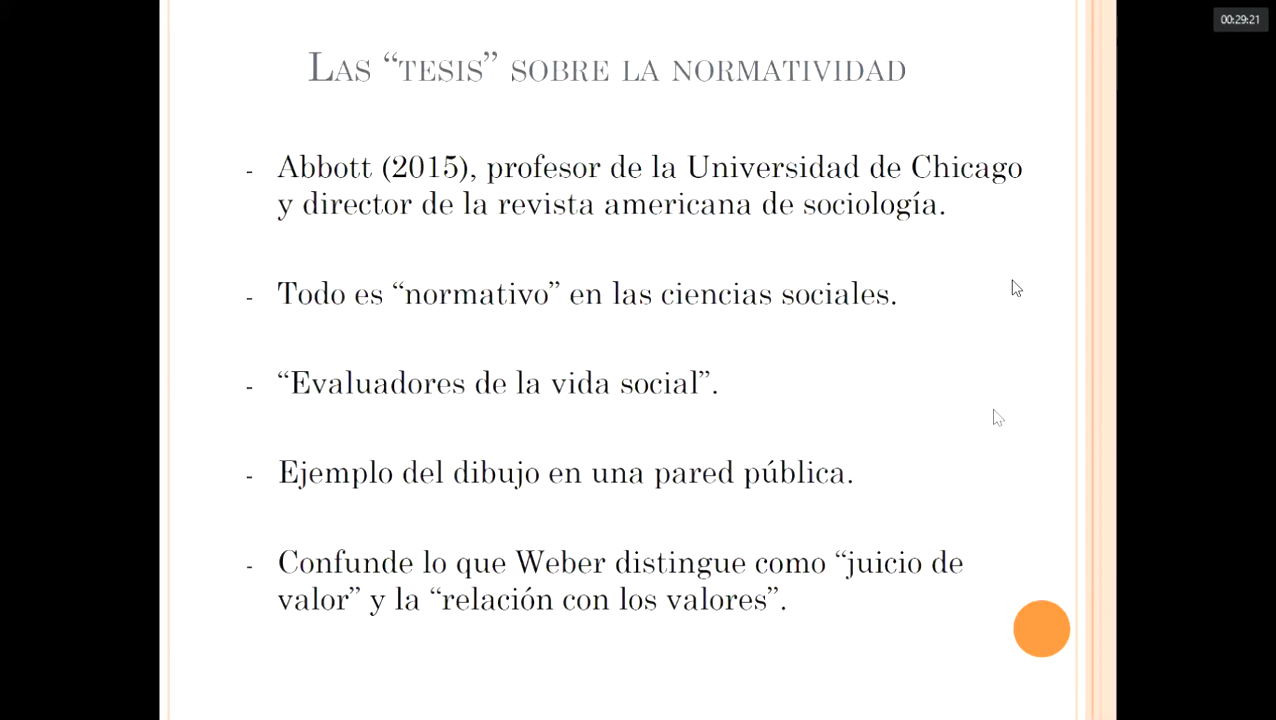 00:29:21
LAS “TESIS” SOBRE LA NORMATIVIDAD
- Abbott (2015), profesor de la Universidad de Chicago
y director de la revista americana de sociología.
- Todo es “normativo” en las ciencias sociales.
- “Evaluadores de la vida social”.
- Ejemplo del dibujo en una pared pública.
- Confunde lo que Weber distingue como “juicio de
valor” y la “relación con los valores”.